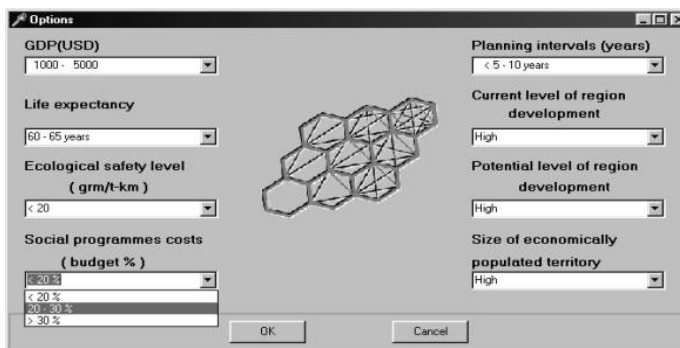 Options
GDP(USD)
1000 - 5000
Life expectancy
60 - 65 years
Ecological safety level
( grm/t-km )
< 20
Social programmes costs
( budget % )
< 20 %
< 20 %
20 - 30 %
> 30 %
Planning intervals (years)
< 5 - 10 years
Current level of region
development
High
Potential level of region
development
High
Size of economically
populated territory
High
OK
Cancel